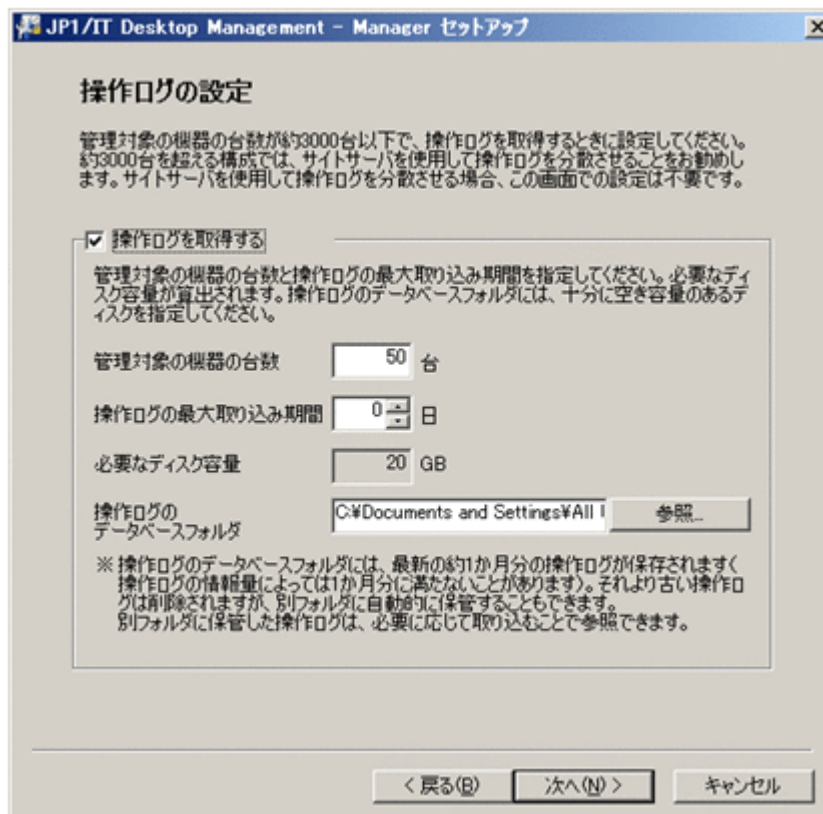 JP1/IT Desktop Management - Manager セットアップ
操作ログの設定
管理対象の機器の台数が約3000台以下で、操作ログを取得するときに設定してください。
約3000台を超える構成では、サイトサーバを使用して操作ログを分散させることをお勧めし
ます。サイトサーバを使用して操作ログを分散させる場合、この画面での設定は不要です。
操作ログを取得する
管理対象の機器の台数と操作ログの最大取り込み期間を指定してください。必要なディ
スク容量が算出されます。操作ログのデータベースフォルダには、十分に空き容量のあるデ
ィスクを指定してください。
管理対象の機器の台数 50 台
操作ログの最大取り込み期間 0 日
必要なディスク容量 20 GB
操作ログの
データベースフォルダ
C:¥Documents and Settings¥All 参照...
※ 操作ログのデータベースフォルダには、最新の約1か月分の操作ログが保存されます(
操作ログの情報量によっては1か月分に満たないことがあります)。それより古い操作ロ
グは削除されますが、別フォルダに自動的に保管することもできます。
別フォルダに保管した操作ログは、必要に応じて取り込むことで参照できます。
< 戻る(B) 次へ(N) > キャンセル